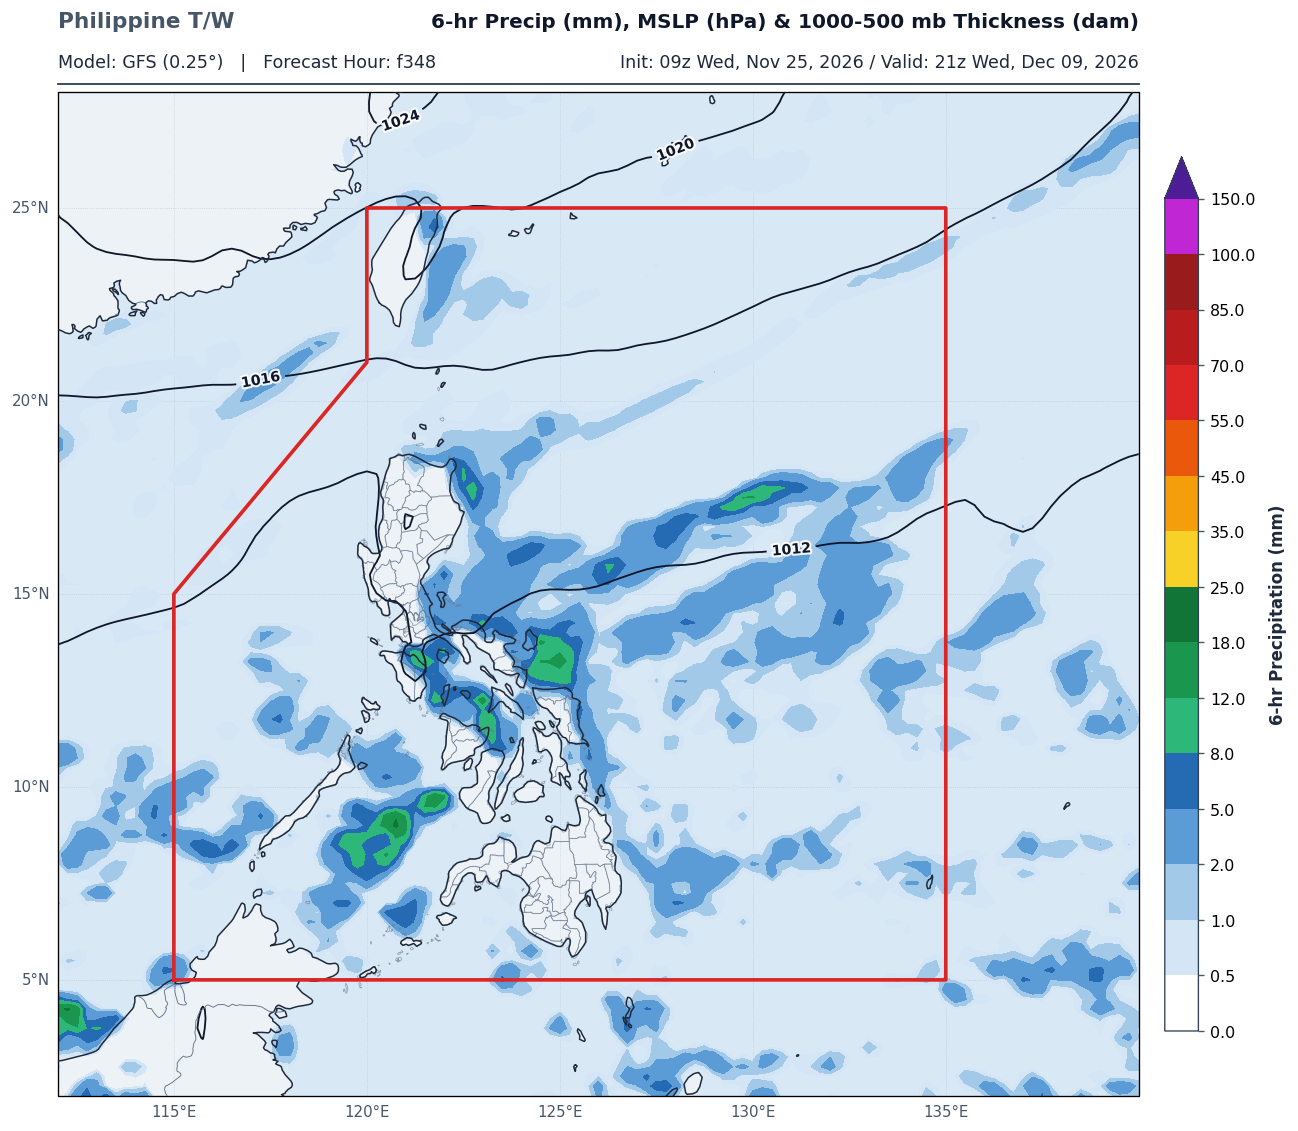 Philippine T/W
6-hr Precip (mm), MSLP (hPa) & 1000-500 mb Thickness (dam)
Model: GFS (0.25°) | Forecast Hour: f348
Init: 09z Wed, Nov 25, 2026 / Valid: 21z Wed, Dec 09, 2026
1024
1020
1016
1012
25°N
20°N
15°N
10°N
5°N
115°E
120°E
125°E
130°E
135°E
150.0
100.0
85.0
70.0
55.0
45.0
35.0
25.0
18.0
12.0
8.0
5.0
2.0
1.0
0.5
0.0
6-hr Precipitation (mm)